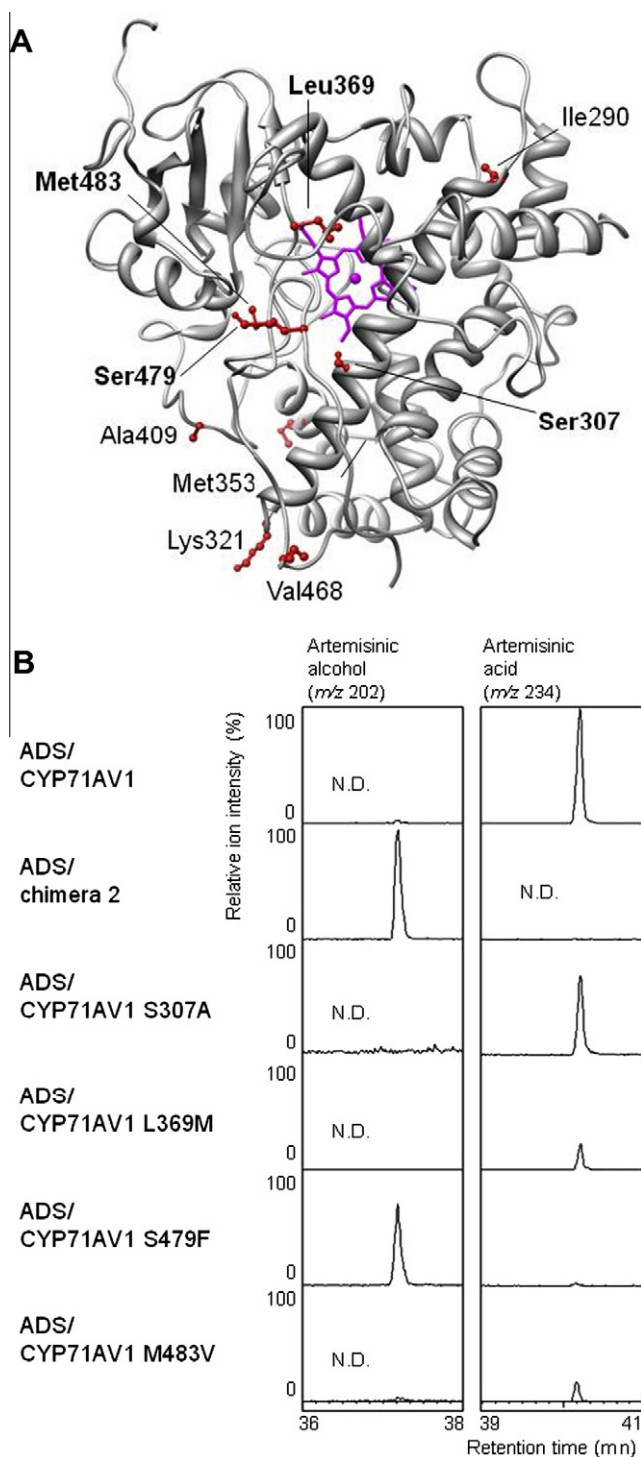 A
Leu369
Ile290
Met483
Ser479
Ser307
Ala409
Met353
Lys321
Val468
B
Artemisinic
alcohol
(m/z 202)
Artemisinic
acid
(m/z 234)
Relative ion intensity (%)
ADS/
CYP71AV1
100
N.D.
0
ADS/
chimera 2
100
N.D.
0
ADS/
CYP71AV1 S307A
100
N.D.
0
ADS/
CYP71AV1 L369M
100
N.D.
0
ADS/
CYP71AV1 S479F
100
0
ADS/
CYP71AV1 M483V
100
N.D.
0
36 38 39 41
Retention time (mn)